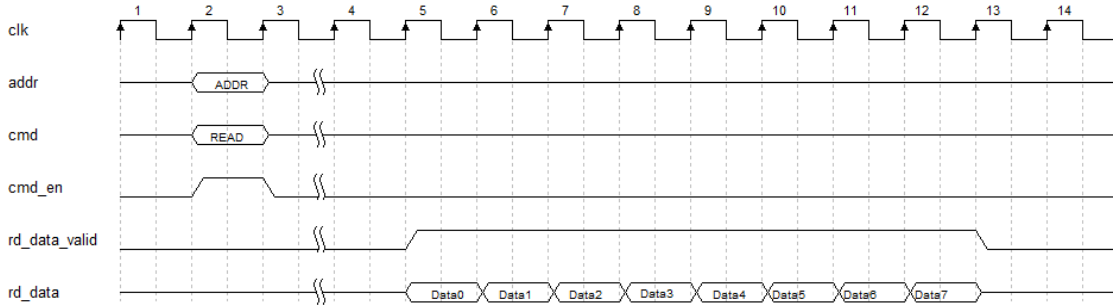 1 2 3 4 5 6 7 8 9 10 11 12 13 14
clk
addr ADDR
cmd READ
cmd_en
rd_data_valid
rd_data Data0 Data1 Data2 Data3 Data4 Data5 Data6 Data7